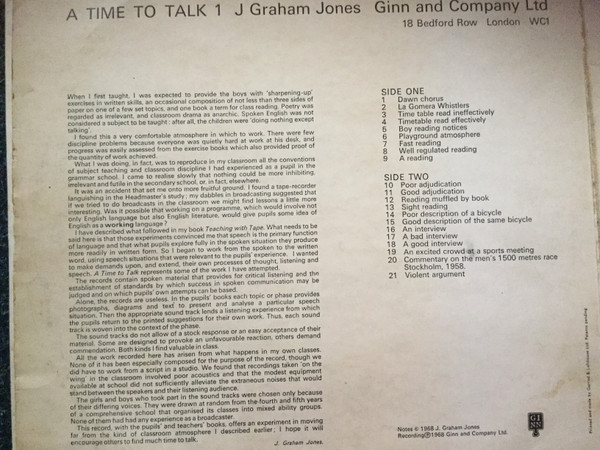 A TIME TO TALK 1 J Graham Jones Ginn and Company Ltd
18 Bedford Row London WC1
When I first taught, I was expected to provide the boys with 'sharpening-up'
exercises in written skills, an occasional composition of not less than three sides of
paper on one of a few set topics, and one book a term for class reading. Poetry was
regarded as irrelevant, and classroom drama as anarchic. Spoken English was not
considered a subject to be taught: after all, the children were 'doing nothing except
talking'.
I found this a very comfortable atmosphere in which to work. There were few
discipline problems because everyone was quietly hard at work at his desk, and
progress was easily assessed from the exercise books which also provided proof of
the quantity of work achieved.
What I was doing, in fact, was to reproduce in my classroom all the conventions
of subject teaching and classroom discipline I had experienced as a pupil in the
grammar school. I came to realise slowly that nothing could be more inhibiting,
irrelevant and futile in the secondary school, or, in fact, elsewhere.
It was an accident that set me onto more fruitful ground. I found a tape-recorder
languishing in the Headmaster's study; my dabbles in broadcasting suggested that
if we tried to do broadcasts in the classroom we might find lessons a little more
interesting. Was it possible that working on a programme, which would involve not
only English language but also English literature, would give pupils some idea of
English as a working language?
I have described what followed in my book Teaching with Tape. What needs to be
said here is that those experiments convinced me that speech is the primary function
of language and that what pupils explore fully in the spoken situation they produce
more readily in written form. So I began to work from the spoken to the written
word, using speech situations that were relevant to the pupils' experience. I wanted
to make demands upon, and extend, their own processes of thought, listening and
speech. A Time to Talk represents some of the work I have attempted.
The records contain spoken material that provides for critical listening and the
establishment of standards by which success in spoken communication may be
judged and on which pupils' own attempts can be based.
Alone, the records are useless. In the pupils' books each topic or phase provides
photographs, diagrams and text to present and analyse a particular speech
situation. Then the appropriate sound track lends a listening experience from which
the pupils return to the printed suggestions for their own work. Thus, each sound
track is woven into the context of the phase.
The sound tracks do not allow of a stock response or an easy acceptance of their
material. Some are designed to provoke an unfavourable reaction, others demand
commendation. Both kinds I find valuable in class.
All the work recorded here has arisen from what happens in my own classes.
None of it has been especially composed for the purpose of the record, though we
did have to work from a script in a studio. We found that recordings taken 'on the
wing' in the classroom involved poor acoustics and that the modest equipment
available at school did not sufficiently alleviate the extraneous noises that would
stand between the speakers and their listening audience.
The girls and boys who took part in the sound tracks were chosen only because
of their differing voices. They were drawn at random from the fourth and fifth years
of a comprehensive school that organised its classes into mixed ability groups.
None of them had had any experience as a broadcaster.
This record, with the pupils' and teachers' books, offers an experiment in moving
far from the kind of classroom atmosphere I described earlier; I hope it will
encourage others to find much time to talk.
J. Graham Jones.
SIDE ONE
1 Dawn chorus
2 La Gomera Whistlers
3 Time table read ineffectively
4 Timetable read effectively
5 Boy reading notices
6 Playground atmosphere
7 Fast reading
8 Well regulated reading
9 A reading
SIDE TWO
10 Poor adjudication
11 Good adjudication
12 Reading muffled by book
13 Sight reading
14 Poor description of a bicycle
15 Good description of the same bicycle
16 An interview
17 A bad interview
18 A good interview
19 An excited crowd at a sports meeting
20 Commentary on the men's 1500 metres race
Stockholm, 1958.
21 Violent argument
Notes © 1968 J. Graham Jones
Recording ℗ 1968 Ginn and Company Ltd.
GI
NN